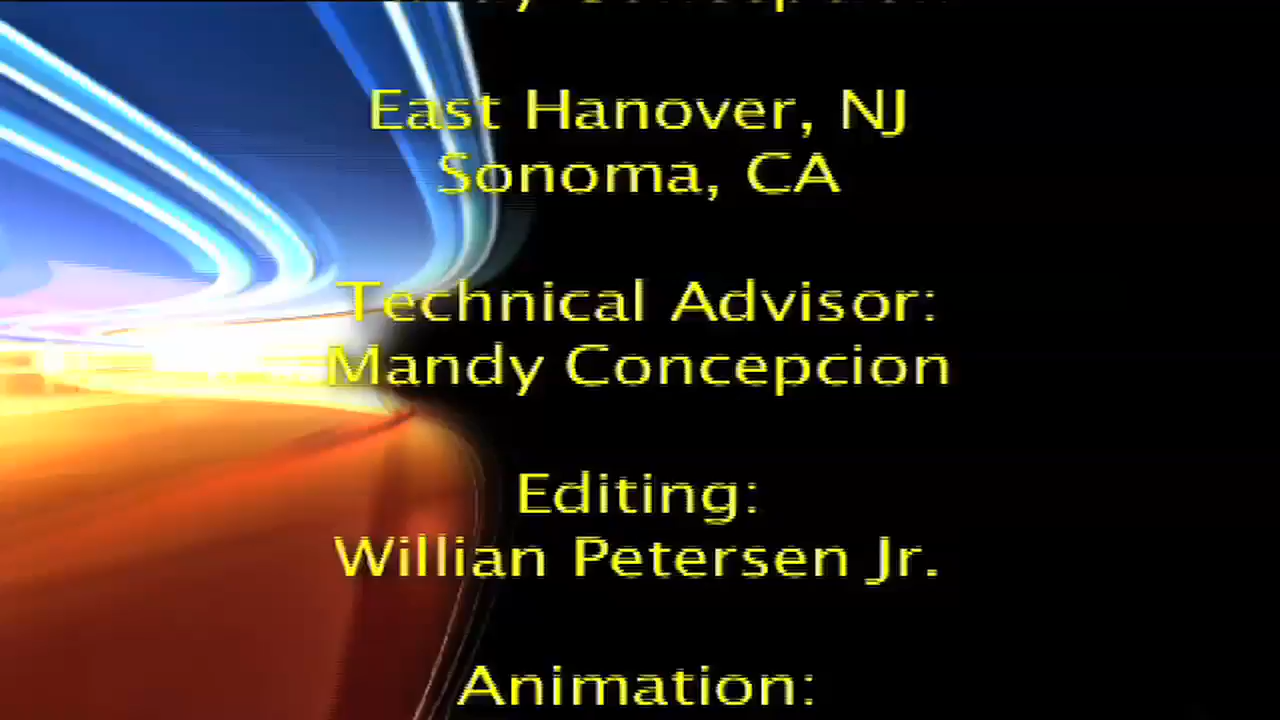 East Hanover, NJ
Sonoma, CA
Technical Advisor:
Mandy Concepcion
Editing:
Willian Petersen Jr.
Animation: